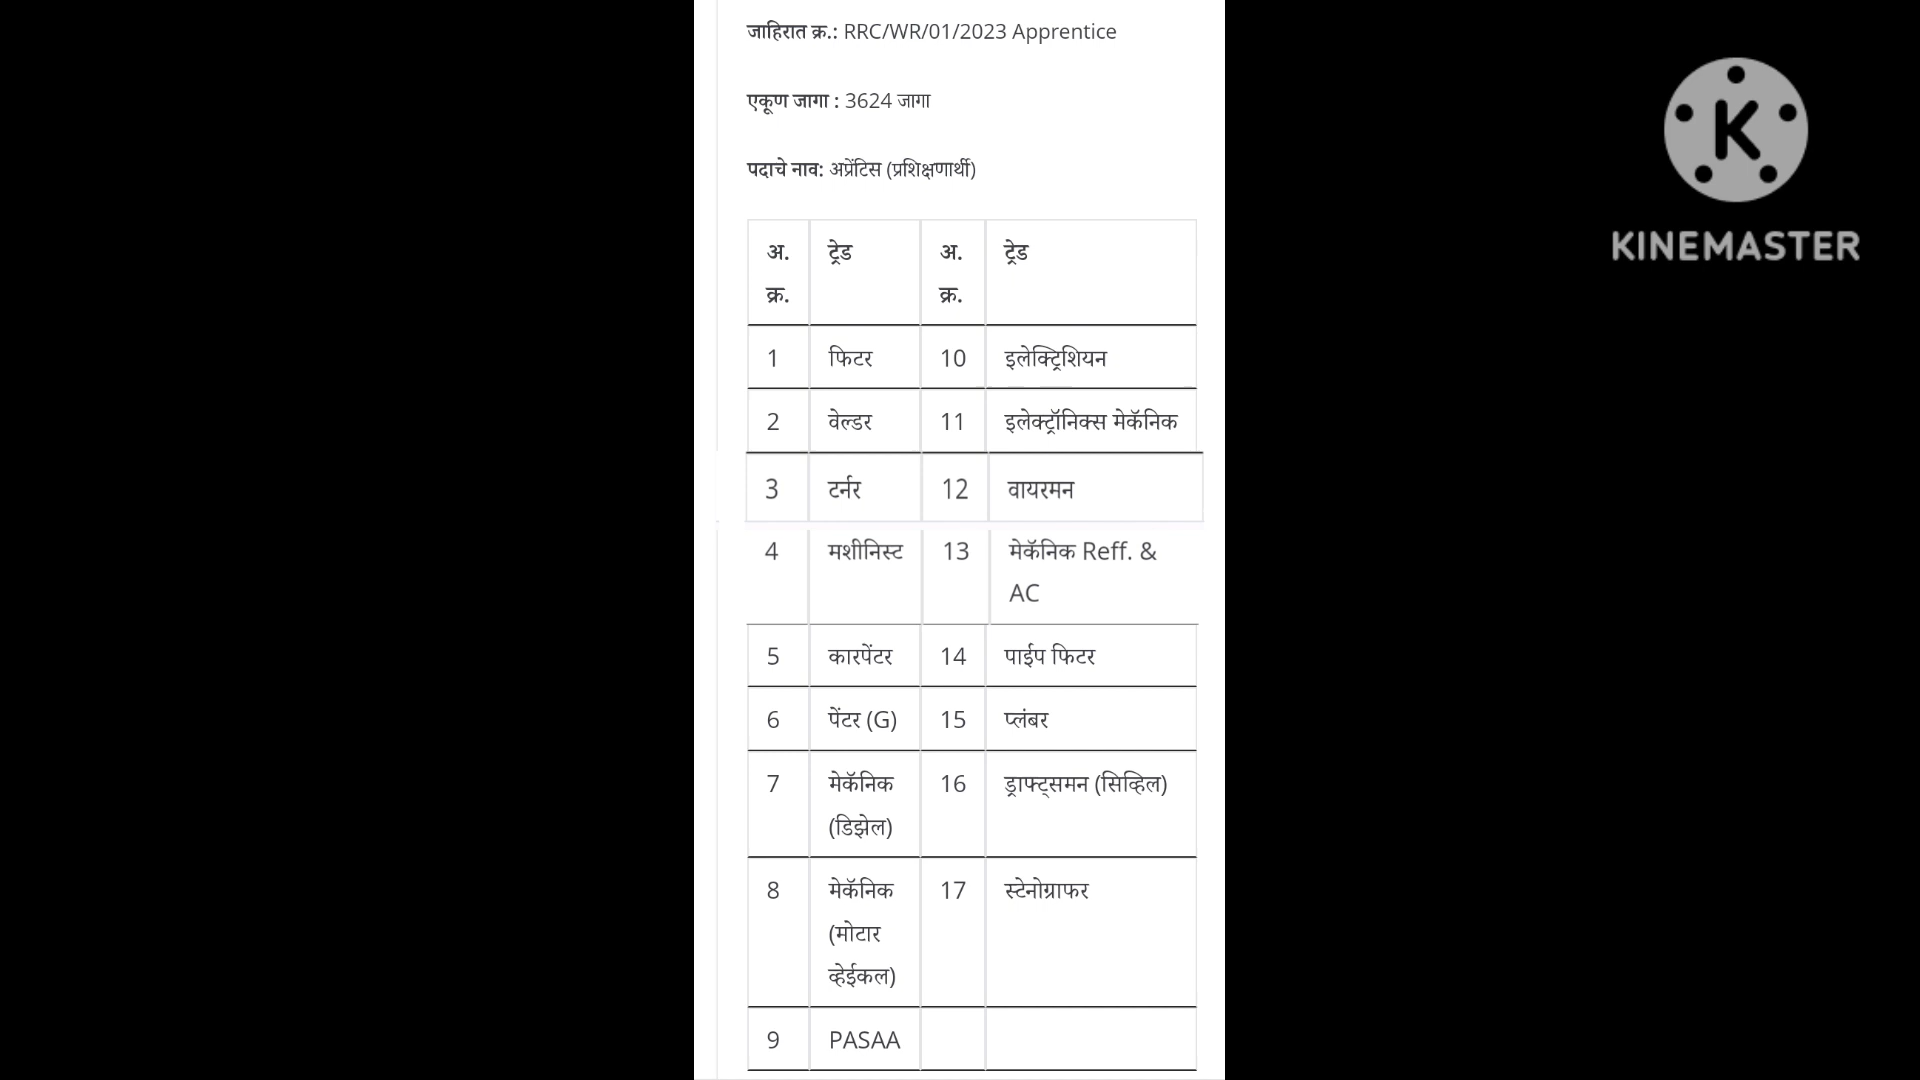 जाहिरात क्र.: RRC/WR/01/2023 Apprentice
एकूण जागा : 3624 जागा
पदाचे नाव: अप्रेंटिस (प्रशिक्षणार्थी)
अ. ट्रेड अ. ट्रेड
क्र. क्र.
1 फिटर 10 इलेक्ट्रिशियन
2 वेल्डर 11 इलेक्ट्रॉनिक्स मेकॅनिक
3 टर्नर 12 वायरमन
4 मशीनिस्ट 13 मेकॅनिक Reff. &
AC
5 कारपेंटर 14 पाईप फिटर
6 पेंटर (G) 15 प्लंबर
7 मेकॅनिक 16 ड्राफ्ट्समन (सिव्हिल)
(डिझेल)
8 मेकॅनिक 17 स्टेनोग्राफर
(मोटार
व्हेईकल)
9 PASAA
K
KINEMASTER